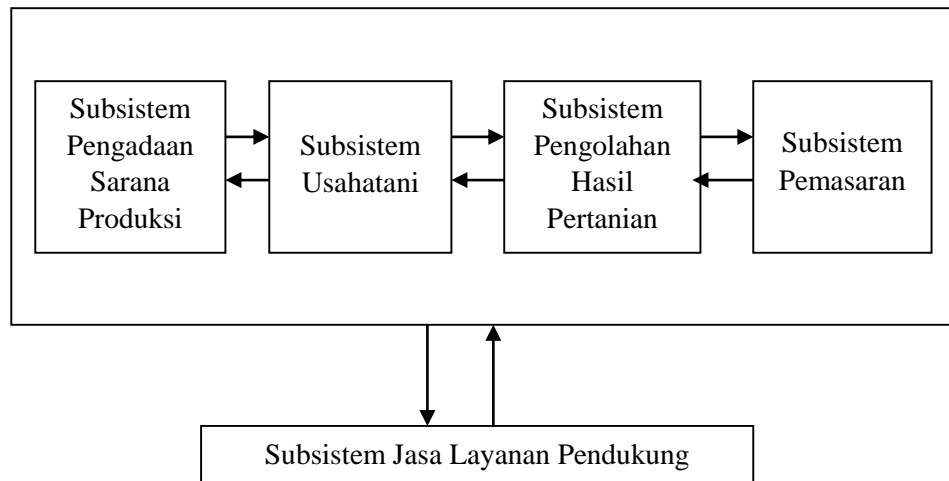 Subsistem
Pengadaan
Sarana
Produksi
Subsistem
Usahatani
Subsistem
Pengolahan
Hasil
Pertanian
Subsistem
Pemasaran
Subsistem Jasa Layanan Pendukung